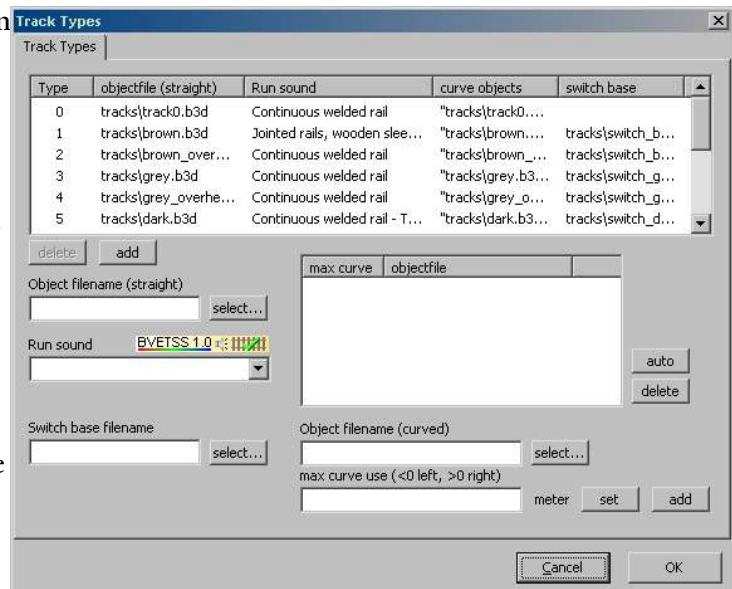 Track Types
Track Types
Type objectfile (straight) Run sound curve objects switch base
0 tracks\track0.b3d Continuous welded rail "tracks\track0....
1 tracks\brown.b3d Jointed rails, wooden slee... "tracks\brown.... tracks\switch_b...
2 tracks\brown_over... Continuous welded rail "tracks\brown_... tracks\switch_b...
3 tracks\grey.b3d Continuous welded rail "tracks\grey.b3... tracks\switch_g...
4 tracks\grey_overhe... Continuous welded rail "tracks\grey_o... tracks\switch_g...
5 tracks\dark.b3d Continuous welded rail - T... "tracks\dark.b3... tracks\switch_d...
delete add
max curve objectfile
Object filename (straight)
select...
Run sound BVETSS 1.0
auto
delete
Switch base filename Object filename (curved)
select... select...
max curve use (<0 left, >0 right)
meter set add
Cancel OK